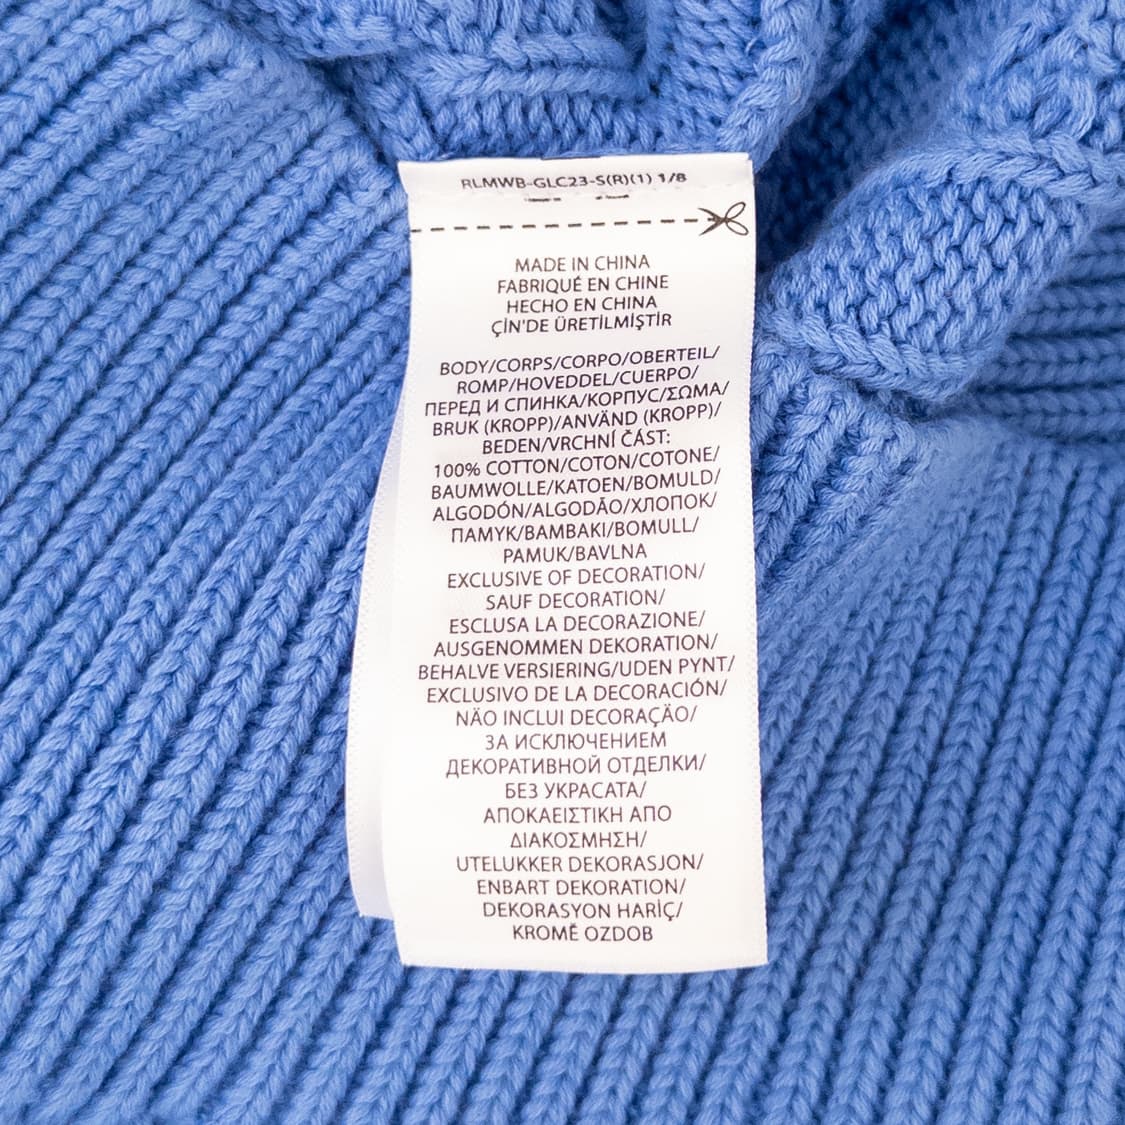 RLMWB-GLC23-S(R)(1) 1/8
MADE IN CHINA
FABRIQUÉ EN CHINE
HECHO EN CHINA
ÇİN'DE ÜRETİLMİŞTİR
BODY/CORPS/CORPO/OBERTEIL/
ROMP/HOVEDDEL/CUERPO/
ПЕРЕД И СПИНКА/КОРПУС/ΣΩΜΑ/
BRUK (KROPP)/ANVÄND (KROPP)/
BEDEN/VRCHNÍ ČÁST:
100% COTTON/COTON/COTONE/
BAUMWOLLE/KATOEN/BOMULD/
ALGODÓN/ALGODÃO/ХЛОПОК/
ПАМУК/ΒΑΜΒΑΚΙ/BOMULL/
PAMUK/BAVLNA
EXCLUSIVE OF DECORATION/
SAUF DECORATION/
ESCLUSA LA DECORAZIONE/
AUSGENOMMEN DEKORATION/
BEHALVE VERSIERING/UDEN PYNT/
EXCLUSIVO DE LA DECORACIÓN/
NÃO INCLUI DECORAÇÃO/
ЗА ИСКЛЮЧЕНИЕМ
ДЕКОРАТИВНОЙ ОТДЕЛКИ/
БЕЗ УКРАСАТА/
ΑΠΟΚΛΕΙΣΤΙΚΗ ΑΠΟ
ΔΙΑΚΟΣΜΗΣΗ/
UTELUKKER DEKORASJON/
ENBART DEKORATION/
DEKORASYON HARİÇ/
KROMĚ OZDOB